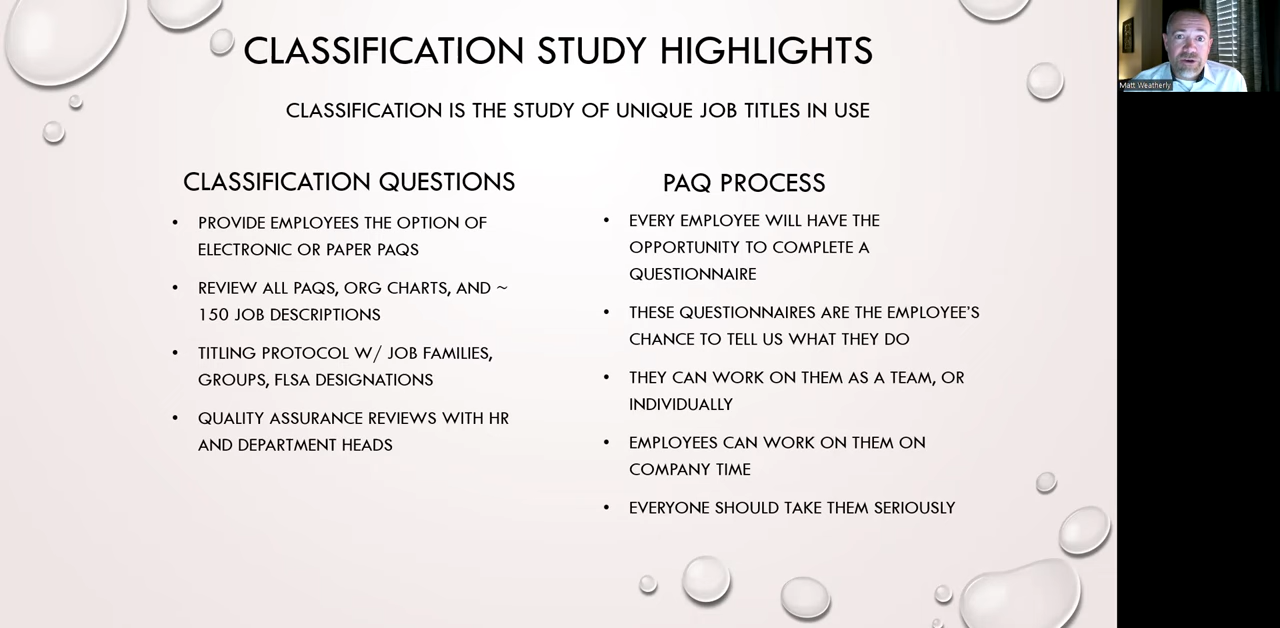 CLASSIFICATION STUDY HIGHLIGHTS
CLASSIFICATION IS THE STUDY OF UNIQUE JOB TITLES IN USE
CLASSIFICATION QUESTIONS
• PROVIDE EMPLOYEES THE OPTION OF
ELECTRONIC OR PAPER PAQS
• REVIEW ALL PAQS, ORG CHARTS, AND ~
150 JOB DESCRIPTIONS
• TITLING PROTOCOL W/ JOB FAMILIES,
GROUPS, FLSA DESIGNATIONS
• QUALITY ASSURANCE REVIEWS WITH HR
AND DEPARTMENT HEADS
PAQ PROCESS
• EVERY EMPLOYEE WILL HAVE THE
OPPORTUNITY TO COMPLETE A
QUESTIONNAIRE
• THESE QUESTIONNAIRES ARE THE EMPLOYEE'S
CHANCE TO TELL US WHAT THEY DO
• THEY CAN WORK ON THEM AS A TEAM, OR
INDIVIDUALLY
• EMPLOYEES CAN WORK ON THEM ON
COMPANY TIME
• EVERYONE SHOULD TAKE THEM SERIOUSLY
Matt Weatherly